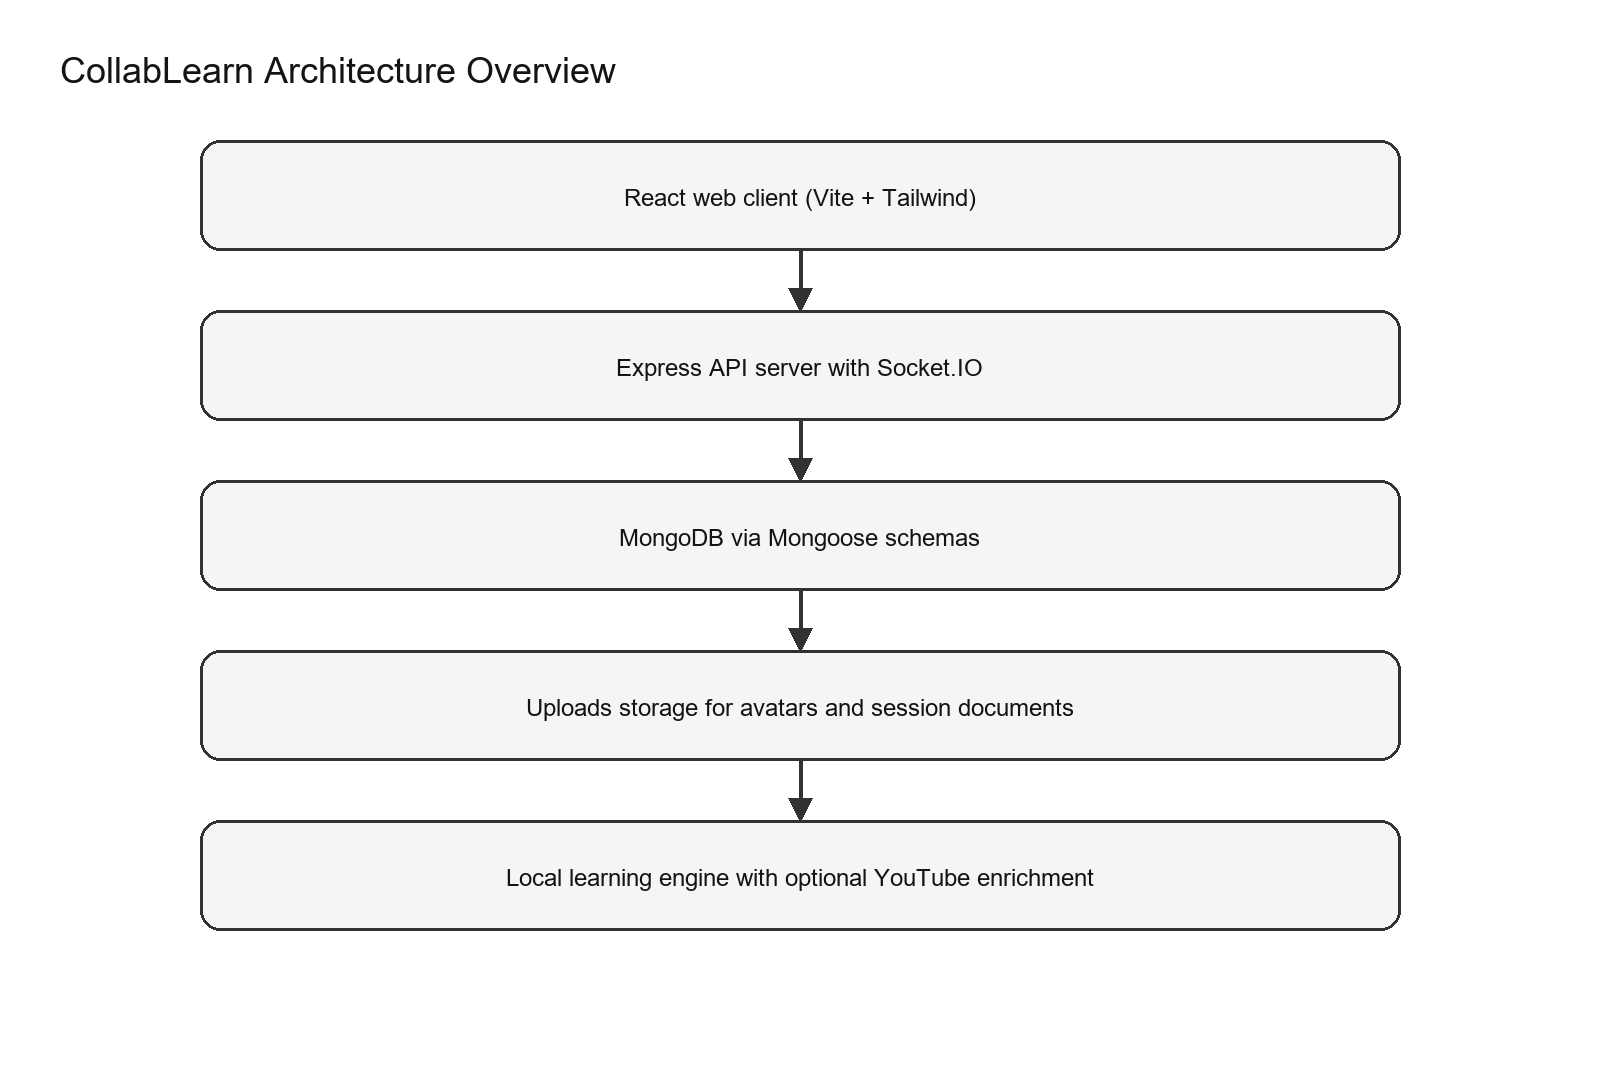 CollabLearn Architecture Overview
React web client (Vite + Tailwind)
Express API server with Socket.IO
MongoDB via Mongoose schemas
Uploads storage for avatars and session documents
Local learning engine with optional YouTube enrichment